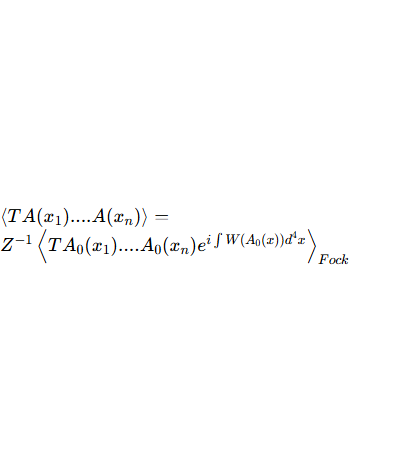 ⟨TA(x₁)....A(xₙ)⟩ =
Z⁻¹ ⟨TA₀(x₁)....A₀(xₙ)e^{i ∫ W(A₀(x))d⁴x}⟩_{Fock}